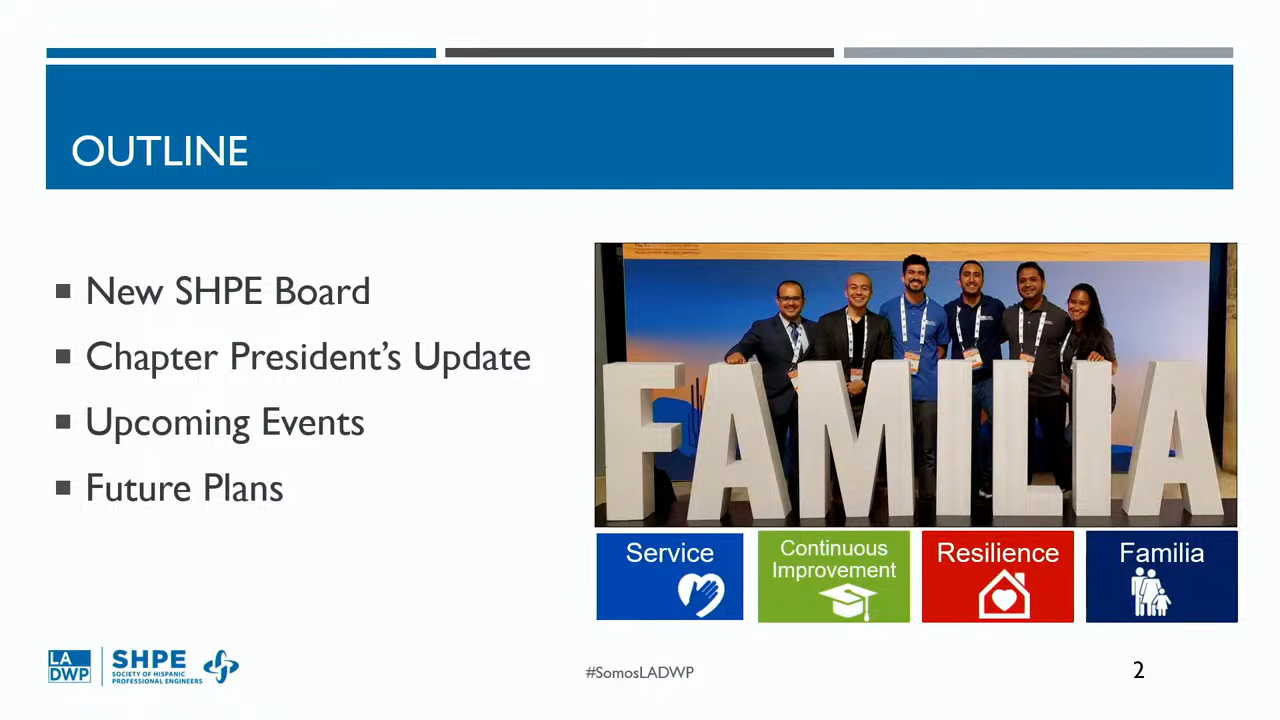 OUTLINE
New SHPE Board
Chapter President's Update
Upcoming Events
Future Plans
FAMILIA
Service
Continuous
Improvement
Resilience
Familia
LA
DWP
SHPE
SOCIETY OF HISPANIC
PROFESSIONAL ENGINEERS
#SomosLADWP
2